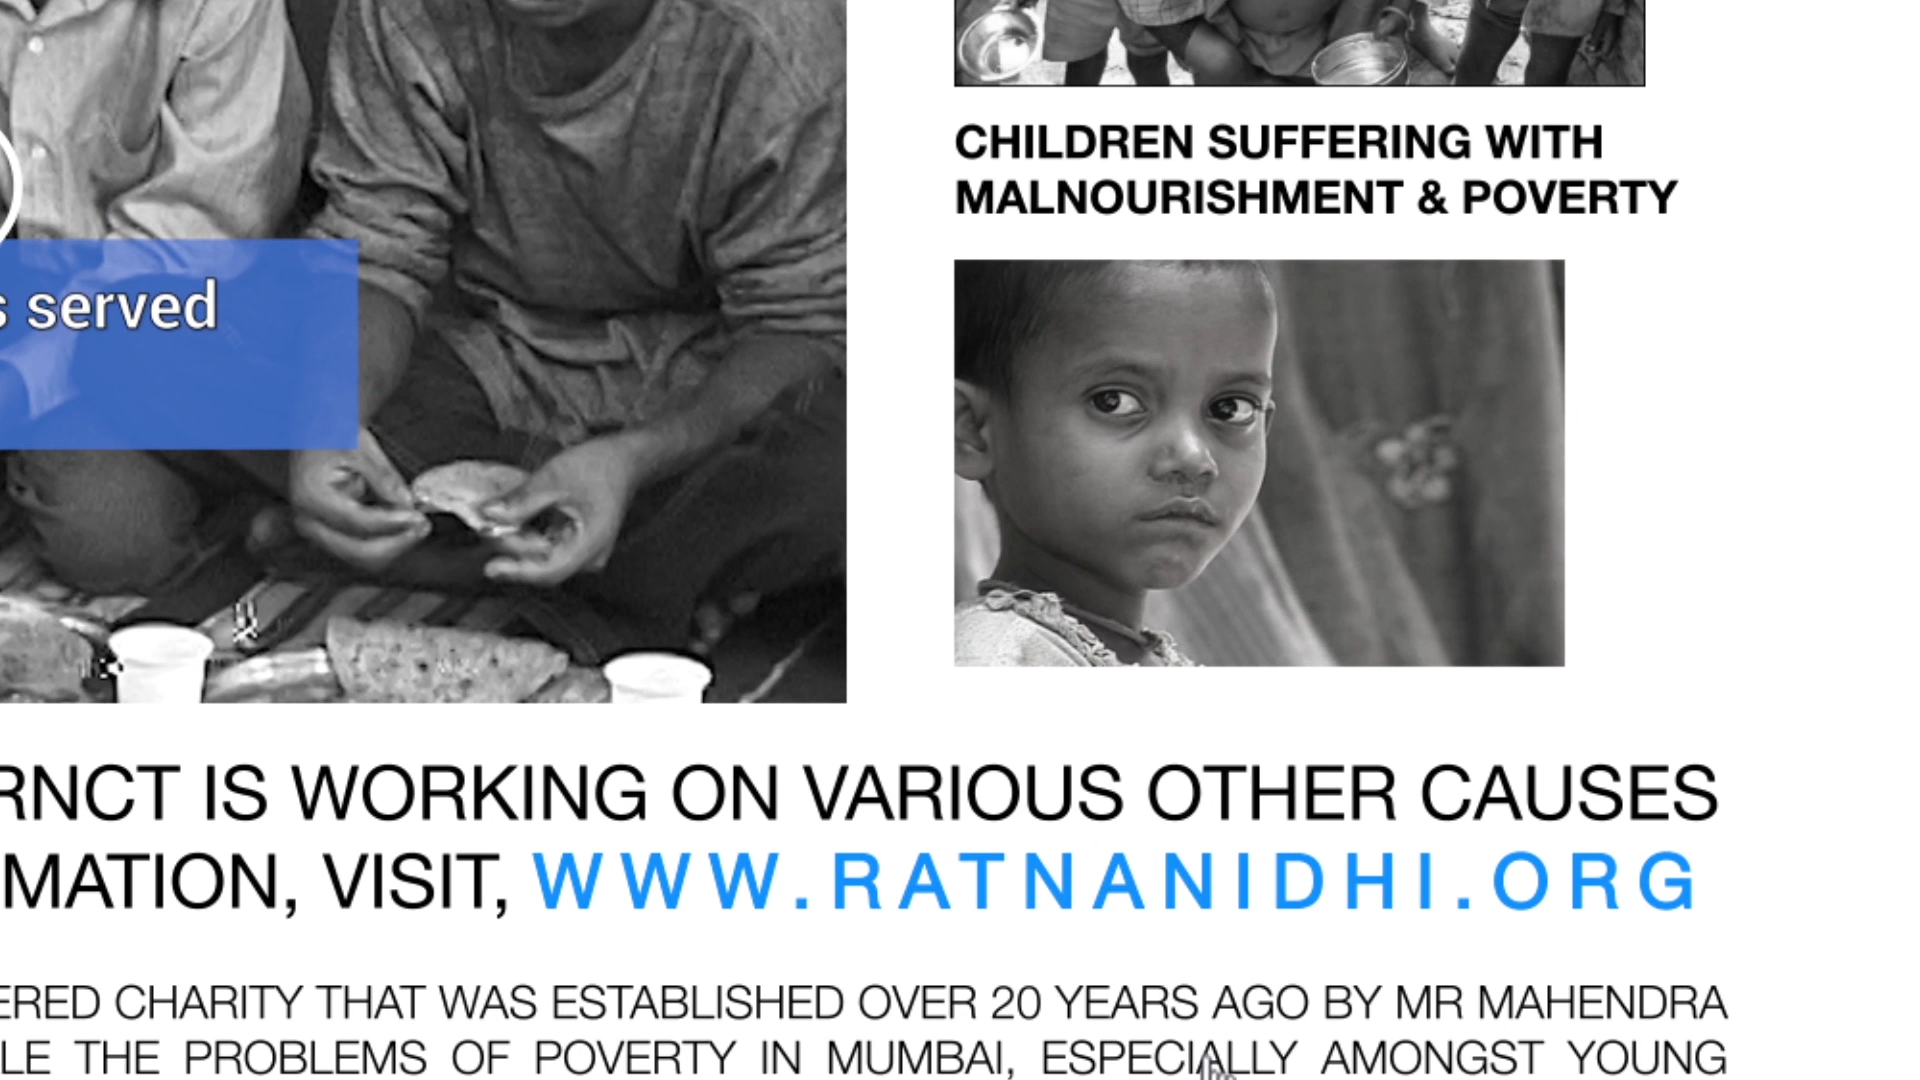 CHILDREN SUFFERING WITH
MALNOURISHMENT & POVERTY
served
RNCT IS WORKING ON VARIOUS OTHER CAUSES
MATION, VISIT, WWW.RATNANIDHI.ORG
ERED CHARITY THAT WAS ESTABLISHED OVER 20 YEARS AGO BY MR MAHENDRA
LE THE PROBLEMS OF POVERTY IN MUMBAI, ESPECIALLY AMONGST YOUNG